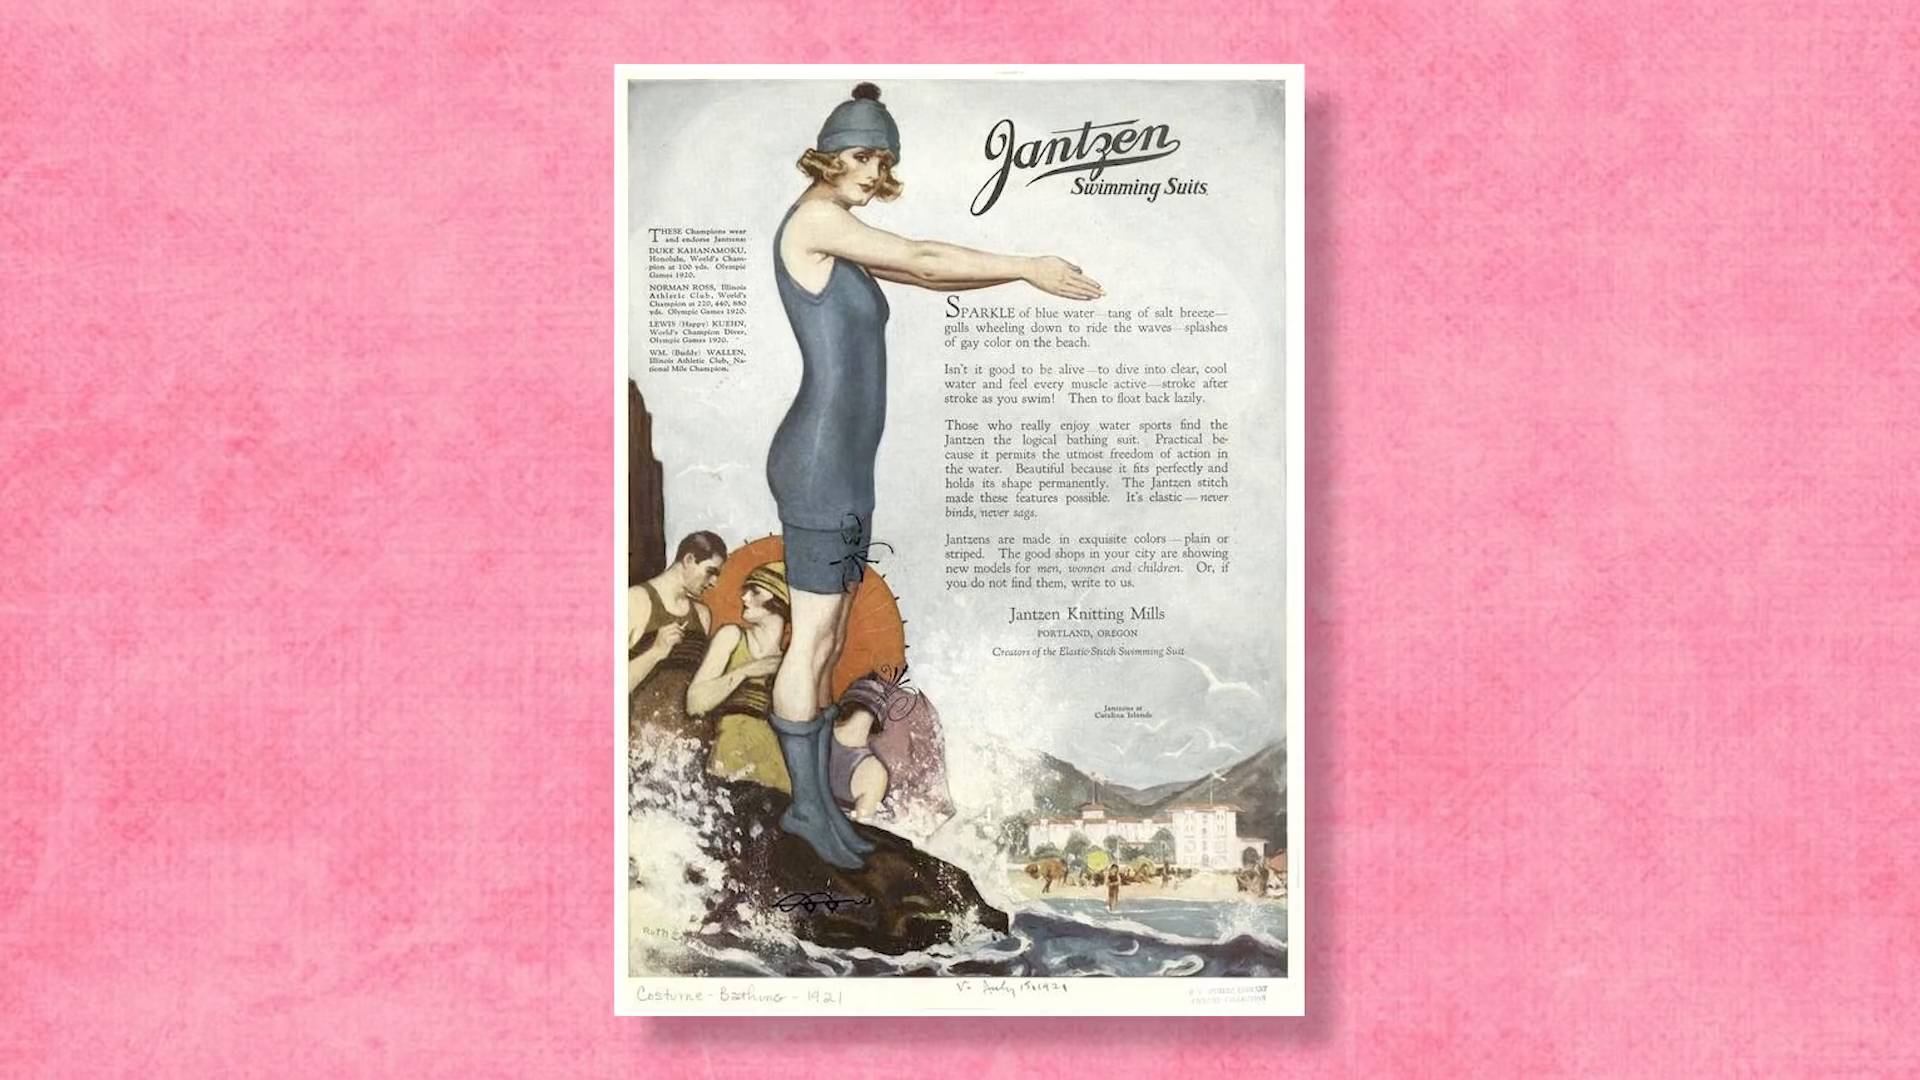 Jantzen
Swimming Suits
THESE Champions wear
and endorse Jantzens:
DUKE KAHANAMOKU,
Honolulu, World's Cham-
pion at 100 yds. Olympic
Games 1920.
NORMAN ROSS, Illinois
Athletic Club, World's
Champion at 220, 440, 880
yds. Olympic Games 1920.
LEWIS (Happy) KUEHN,
World's Champion Diver,
Olympic Games 1920.
WM. (Buddy) WALLEN,
Illinois Athletic Club, Na-
tional Mile Champion.
SPARKLE of blue water—tang of salt breeze—
gulls wheeling down to ride the waves—splashes
of gay color on the beach.
Isn't it good to be alive—to dive into clear, cool
water and feel every muscle active—stroke after
stroke as you swim! Then to float back lazily.
Those who really enjoy water sports find the
Jantzen the logical bathing suit. Practical be-
cause it permits the utmost freedom of action in
the water. Beautiful because it fits perfectly and
holds its shape permanently. The Jantzen stitch
made these features possible. It's elastic—never
binds, never sags.
Jantzens are made in exquisite colors—plain or
striped. The good shops in your city are showing
new models for men, women and children. Or, if
you do not find them, write to us.
Jantzen Knitting Mills
PORTLAND, OREGON
Creators of the Elastic-Stitch Swimming Suit
Jantzens at
Catalina Islands
Ruth
Costume - Bathing - 1921
V. July 15, 1921
PUBLIC LIBRARY
PICTURE COLLECTION